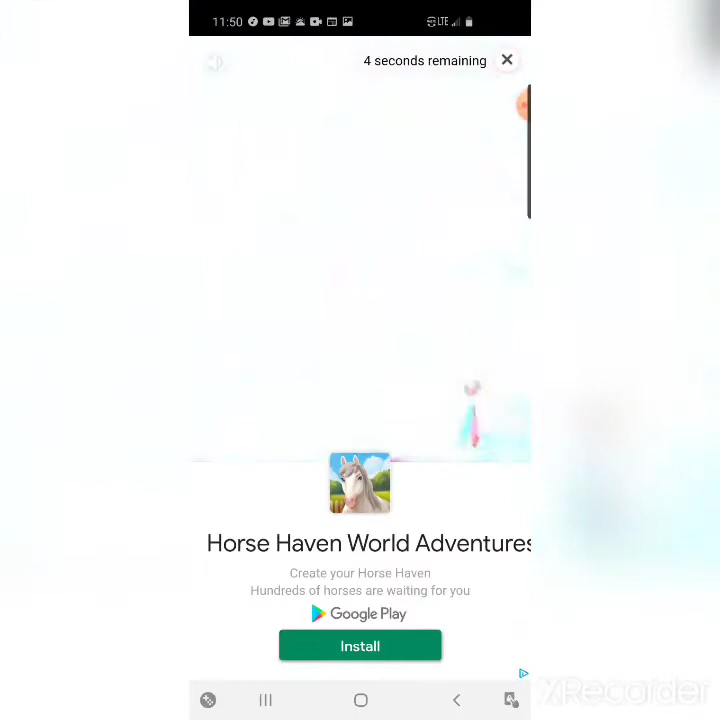 11:50 LTE
4 seconds remaining
Horse Haven World Adventures
Create your Horse Haven
Hundreds of horses are waiting for you
Google Play
Install
XRecorder